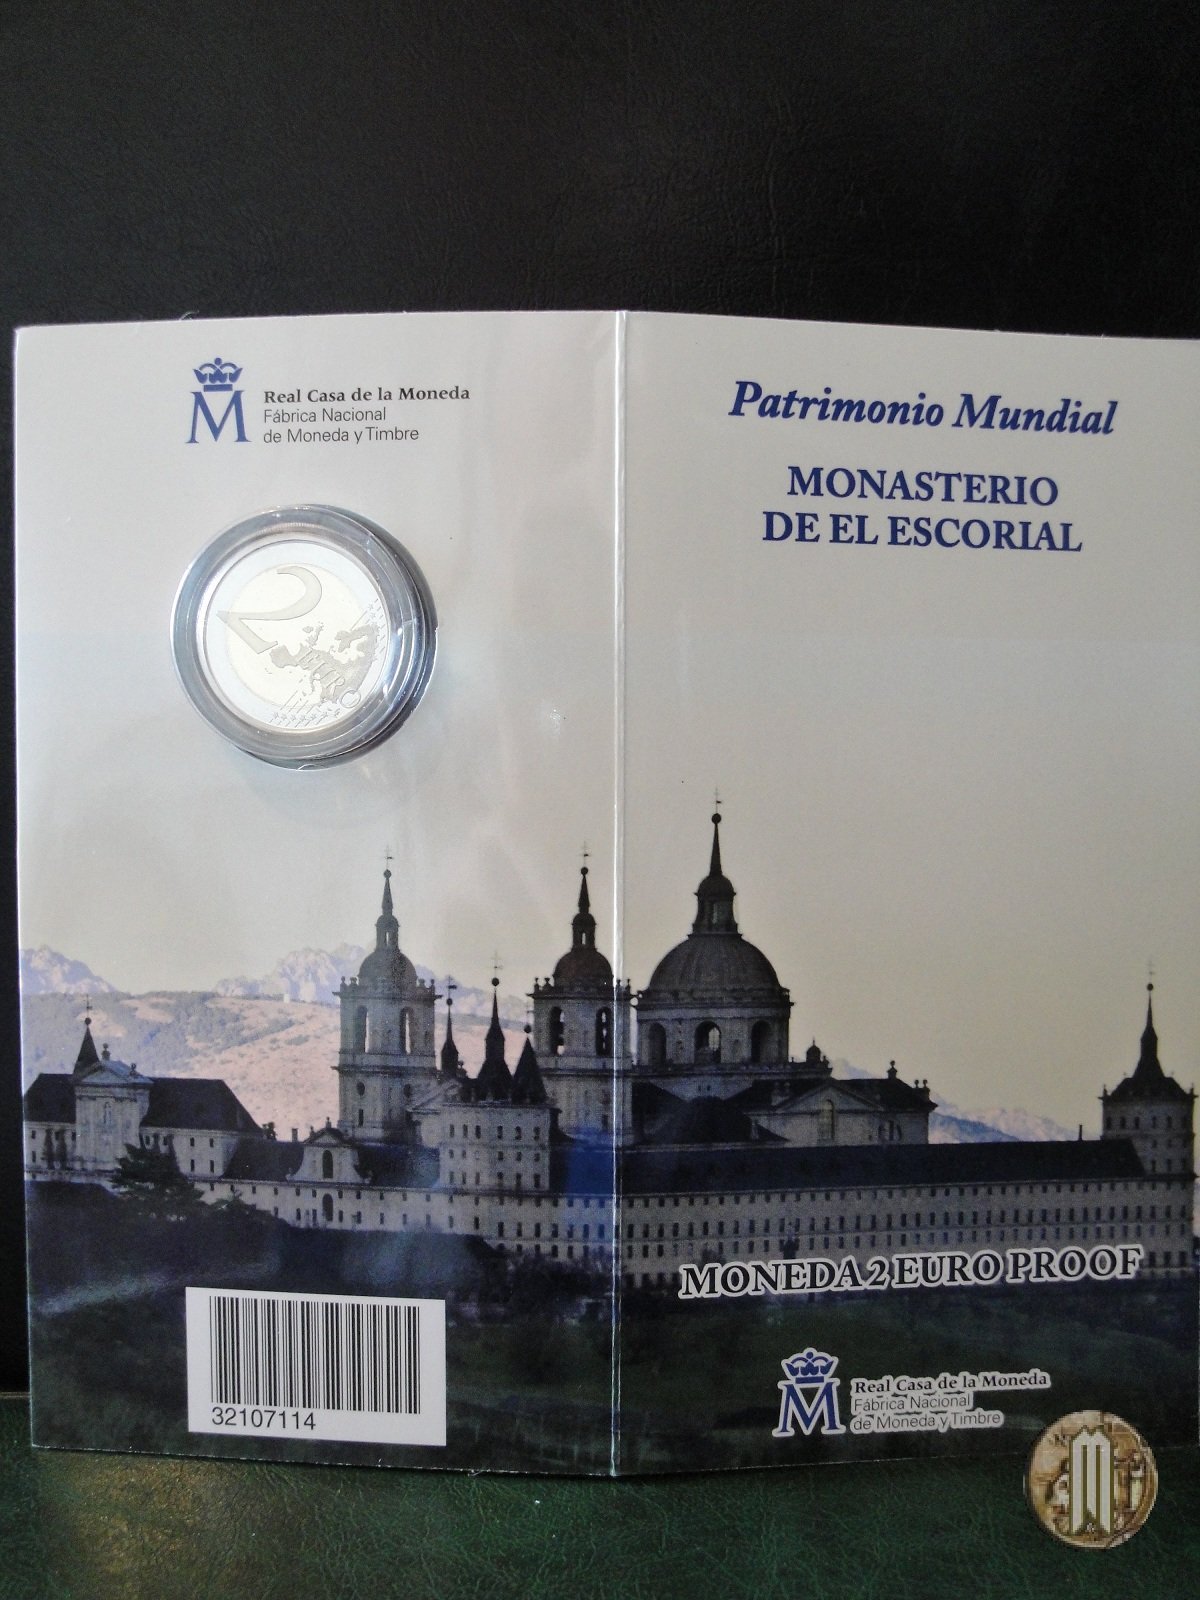 M
Real Casa de la Moneda
Fábrica Nacional
de Moneda y Timbre
2
EURO
32107114
Patrimonio Mundial
MONASTERIO
DE EL ESCORIAL
MONEDA 2 EURO PROOF
M
Real Casa de la Moneda
Fábrica Nacional
de Moneda y Timbre
M